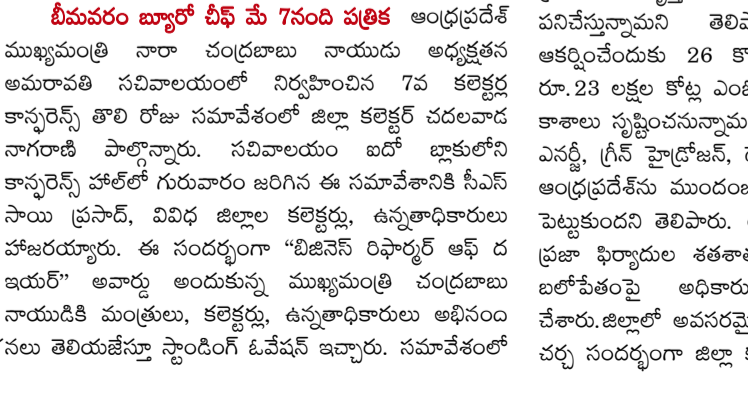 బీమవరం బ్యూరో చీఫ్ మే 7నంది పత్రిక ఆంధ్రప్రదేశ్
ముఖ్యమంత్రి నారా చంద్రబాబు నాయుడు అధ్యక్షతన
అమరావతి సచివాలయంలో నిర్వహించిన 7వ కలెక్టర్ల
కాన్ఫరెన్స్ తొలి రోజు సమావేశంలో జిల్లా కలెక్టర్ చదలవాడ
నాగరాణి పాల్గొన్నారు. సచివాలయం ఐదో బ్లాకులోని
కాన్ఫరెన్స్ హాల్‌లో గురువారం జరిగిన ఈ సమావేశానికి సీఎస్
సాయి ప్రసాద్, వివిధ జిల్లాల కలెక్టర్లు, ఉన్నతాధికారులు
హాజరయ్యారు. ఈ సందర్భంగా “బిజినెస్ రిఫార్మర్ ఆఫ్ ద
ఇయర్” అవార్డు అందుకున్న ముఖ్యమంత్రి చంద్రబాబు
నాయుడికి మంత్రులు, కలెక్టర్లు, ఉన్నతాధికారులు అభినంద
నలు తెలియజేస్తూ స్టాండింగ్ ఓవేషన్ ఇచ్చారు. సమావేశంలో
పనిచేస్తున్నామని
ఆకర్షించేందుకు 26
రూ.23 లక్షల కోట్ల
కాశాలు
ఎనర్జీ, గ్రీన్ హైడ్రోజన్,
ఆంధ్రప్రదేశ్‌ను
పెట్టుకుందని తెలిపారు.
ప్రజా ఫిర్యాదుల
బలోపేతంపై
చేశారు.జిల్లాలో
చర్చ సందర్భంగా జిల్లా